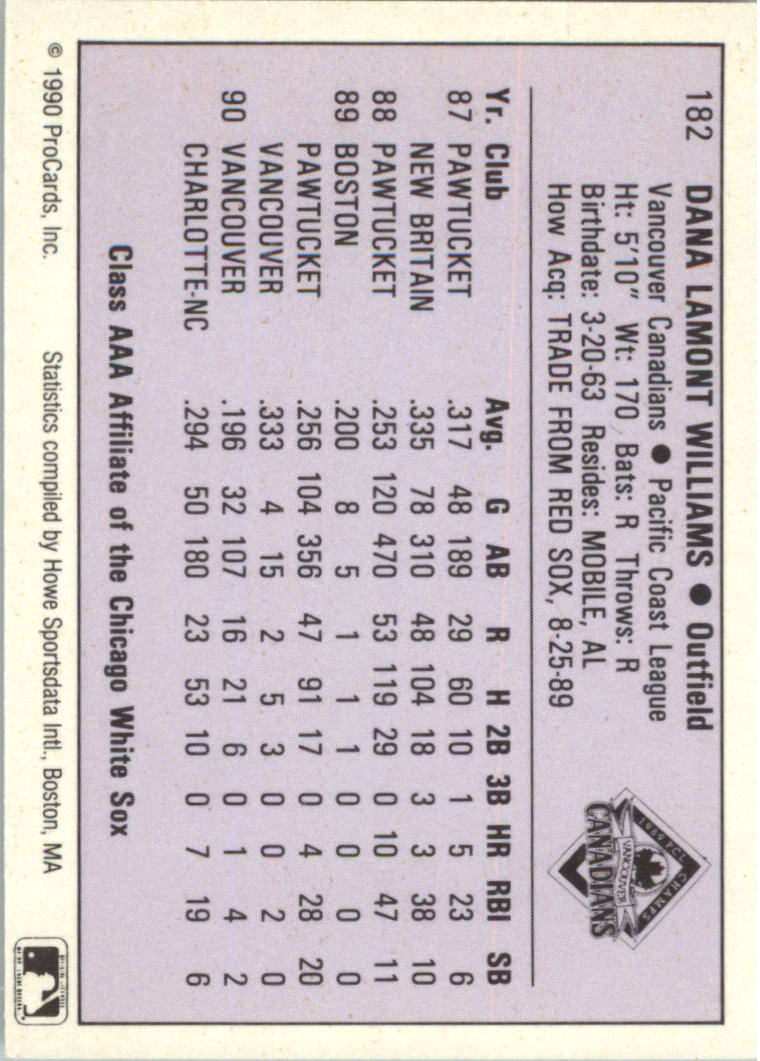 182 DANA LAMONT WILLIAMS ● Outfield
Vancouver Canadians ● Pacific Coast League
Ht: 5'10" Wt: 170 Bats: R Throws: R
Birthdate: 3-20-63 Resides: MOBILE, AL
How Acq: TRADE FROM RED SOX, 8-25-89
1989 PCL CHAMPS
VANCOUVER
CANADIANS
Yr. Club Avg. G AB R H 2B 3B HR RBI SB
87 PAWTUCKET .317 48 189 29 60 10 1 5 23 6
NEW BRITAIN .335 78 310 48 104 18 3 3 38 10
88 PAWTUCKET .253 120 470 53 119 29 0 10 47 11
89 BOSTON .200 8 5 1 1 1 0 0 0 0
PAWTUCKET .256 104 356 47 91 17 0 4 28 20
VANCOUVER .333 4 15 2 5 3 0 0 2 0
90 VANCOUVER .196 32 107 16 21 6 0 1 4 2
CHARLOTTE-NC .294 50 180 23 53 10 0 7 19 6
Class AAA Affiliate of the Chicago White Sox
© 1990 ProCards, Inc. Statistics compiled by Howe Sportsdata Intl., Boston, MA